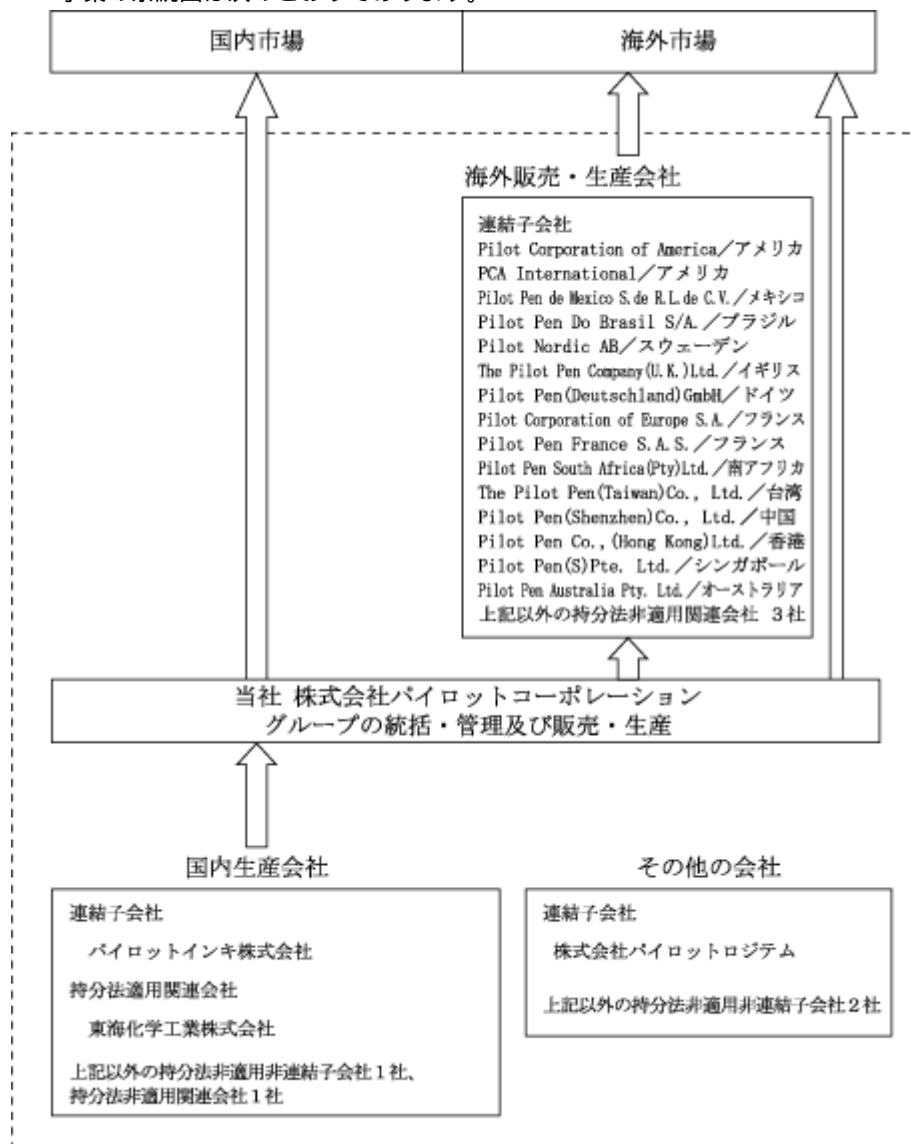 事業の系統図は次のとおりであります。
国内市場
海外市場
海外販売・生産会社
連結子会社
Pilot Corporation of America／アメリカ
PCA International／アメリカ
Pilot Pen de Mexico S.de R.L.de C.V.／メキシコ
Pilot Pen Do Brasil S/A.／ブラジル
Pilot Nordic AB／スウェーデン
The Pilot Pen Company(U.K.)Ltd.／イギリス
Pilot Pen(Deutschland)GmbH／ドイツ
Pilot Corporation of Europe S.A.／フランス
Pilot Pen France S.A.S.／フランス
Pilot Pen South Africa(Pty)Ltd.／南アフリカ
The Pilot Pen(Taiwan)Co., Ltd.／台湾
Pilot Pen(Shenzhen)Co., Ltd.／中国
Pilot Pen Co.,(Hong Kong)Ltd.／香港
Pilot Pen(S)Pte. Ltd.／シンガポール
Pilot Pen Australia Pty. Ltd.／オーストラリア
上記以外の持分法非適用関連会社 ３社
当社 株式会社パイロットコーポレーション
グループの統括・管理及び販売・生産
国内生産会社
連結子会社
パイロットインキ株式会社
持分法適用関連会社
東海化学工業株式会社
上記以外の持分法非適用非連結子会社１社、
持分法非適用関連会社１社
その他の会社
連結子会社
株式会社パイロットロジテム
上記以外の持分法非適用非連結子会社２社